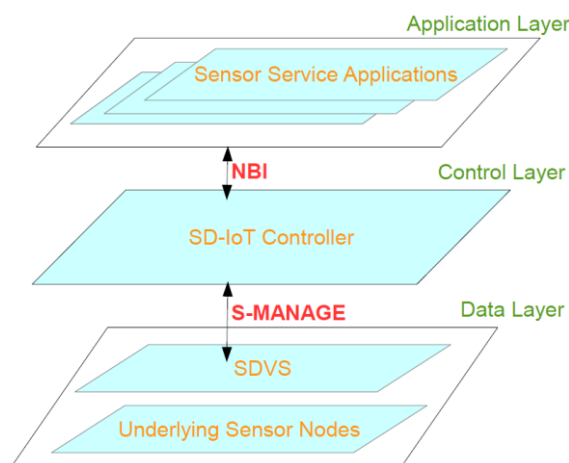 Application Layer
Sensor Service Applications
NBI
Control Layer
SD-IoT Controller
S-MANAGE
Data Layer
SDVS
Underlying Sensor Nodes